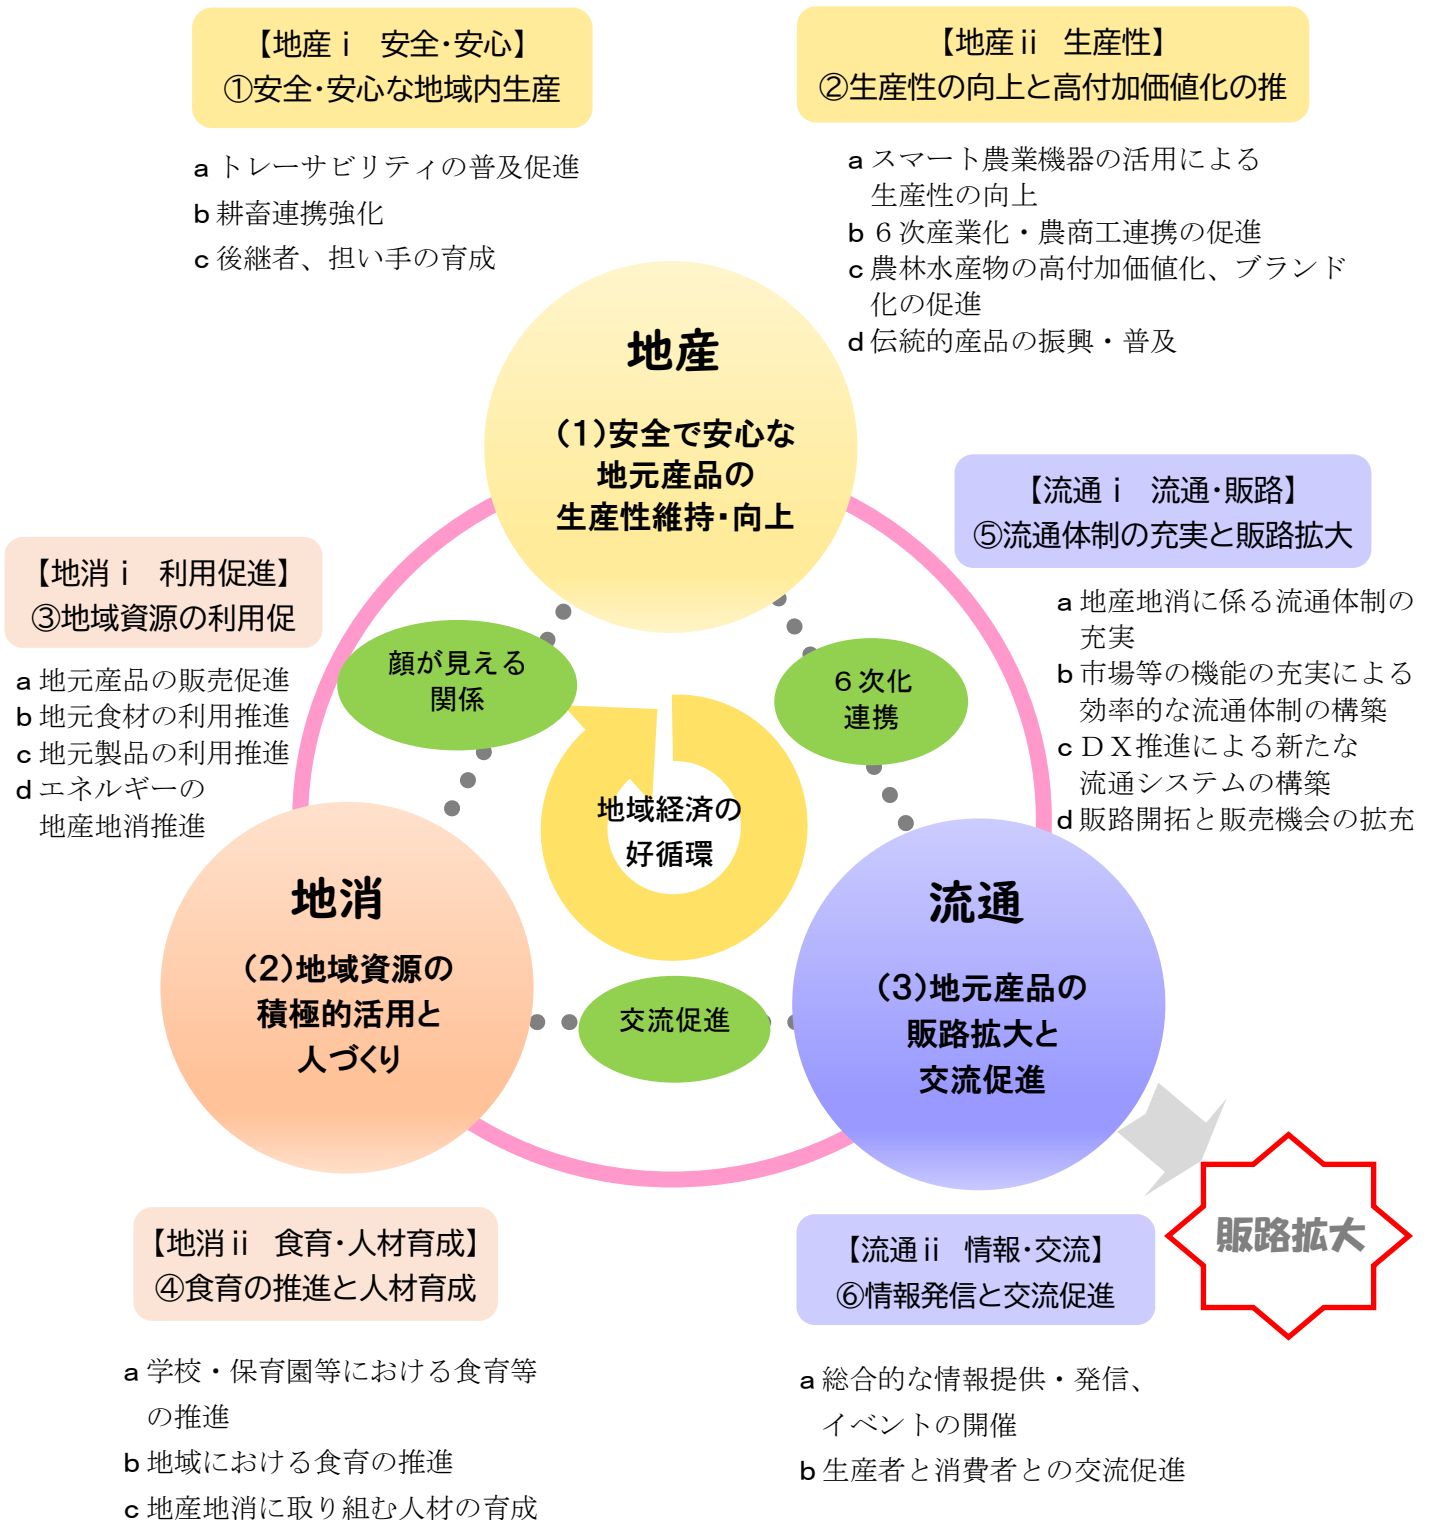 【地産ⅰ　安全・安心】
①安全・安心な地域内生産
a トレーサビリティの普及促進
b 耕畜連携強化
c 後継者、担い手の育成
【地産ⅱ　生産性】
②生産性の向上と高付加価値化の推
a スマート農業機器の活用による
生産性の向上
b ６次産業化・農商工連携の促進
c 農林水産物の高付加価値化、ブランド
化の促進
d 伝統的産品の振興・普及
地産
(1)安全で安心な
地元産品の
生産性維持・向上
【流通ⅰ　流通・販路】
⑤流通体制の充実と販路拡大
a 地産地消に係る流通体制の
充実
b 市場等の機能の充実による
効率的な流通体制の構築
c ＤＸ推進による新たな
流通システムの構築
d 販路開拓と販売機会の拡充
【地消ⅰ　利用促進】
③地域資源の利用促
a 地元産品の販売促進
b 地元食材の利用推進
c 地元製品の利用推進
d エネルギーの
地産地消推進
顔が見える
関係
６次化
連携
地域経済の
好循環
地消
(2)地域資源の
積極的活用と
人づくり
流通
(3)地元産品の
販路拡大と
交流促進
交流促進
販路拡大
【地消ⅱ　食育・人材育成】
④食育の推進と人材育成
a 学校・保育園等における食育等
の推進
b 地域における食育の推進
c 地産地消に取り組む人材の育成
【流通ⅱ　情報・交流】
⑥情報発信と交流促進
a 総合的な情報提供・発信、
イベントの開催
b 生産者と消費者との交流促進